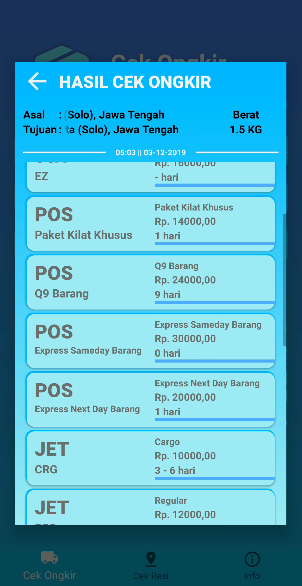 Cek Ongkir
HASIL CEK ONGKIR
Asal : (Solo), Jawa Tengah Berat
Tujuan : ta (Solo), Jawa Tengah 1.5 KG
05:03 || 03-12-2019
Rp. 16000,00
EZ
- hari
POS
Paket Kilat Khusus
Paket Kilat Khusus
Rp. 14000,00
1 hari
POS
Q9 Barang
Q9 Barang
Rp. 24000,00
9 hari
POS
Express Sameday Barang
Express Sameday Barang
Rp. 30000,00
0 hari
POS
Express Next Day Barang
Express Next Day Barang
Rp. 20000,00
1 hari
JET
CRG
Cargo
Rp. 10000,00
3 - 6 hari
JET
Regular
Rp. 12000,00
Cek Ongkir
Cek Resi
Info